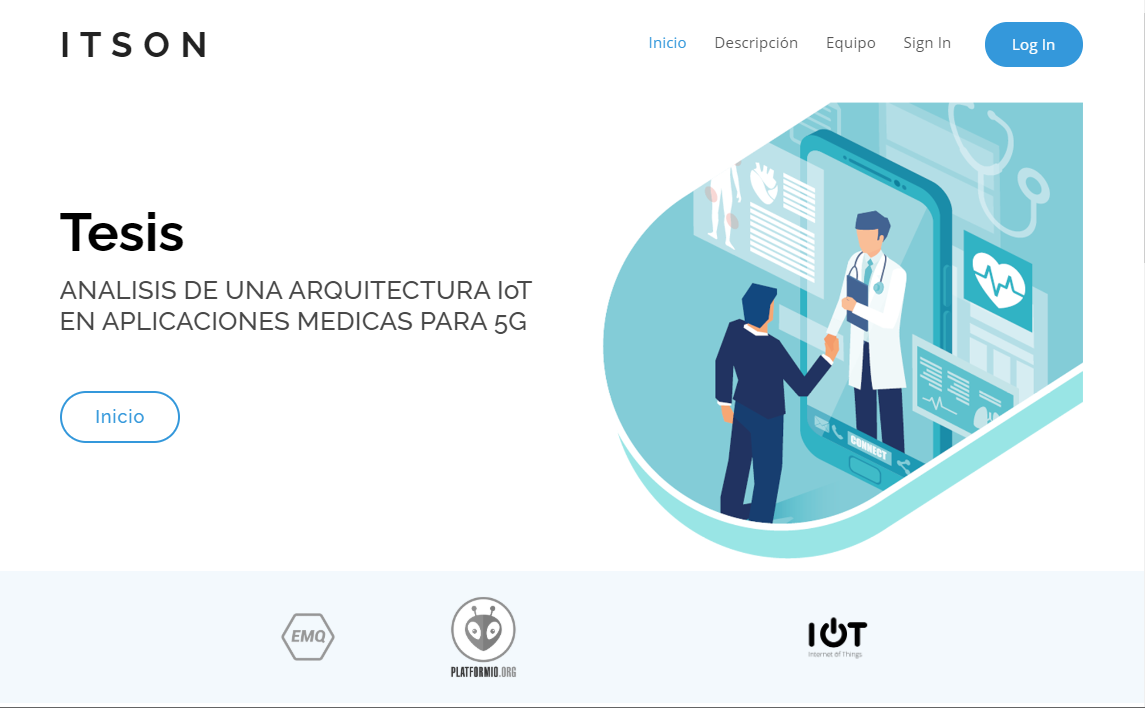 ITSON
Inicio
Descripción
Equipo
Sign In
Log In
Tesis
ANALISIS DE UNA ARQUITECTURA IoT
EN APLICACIONES MEDICAS PARA 5G
Inicio
CONNECT
EMQ
PLATFORMIO.ORG
IOT
Internet of Things